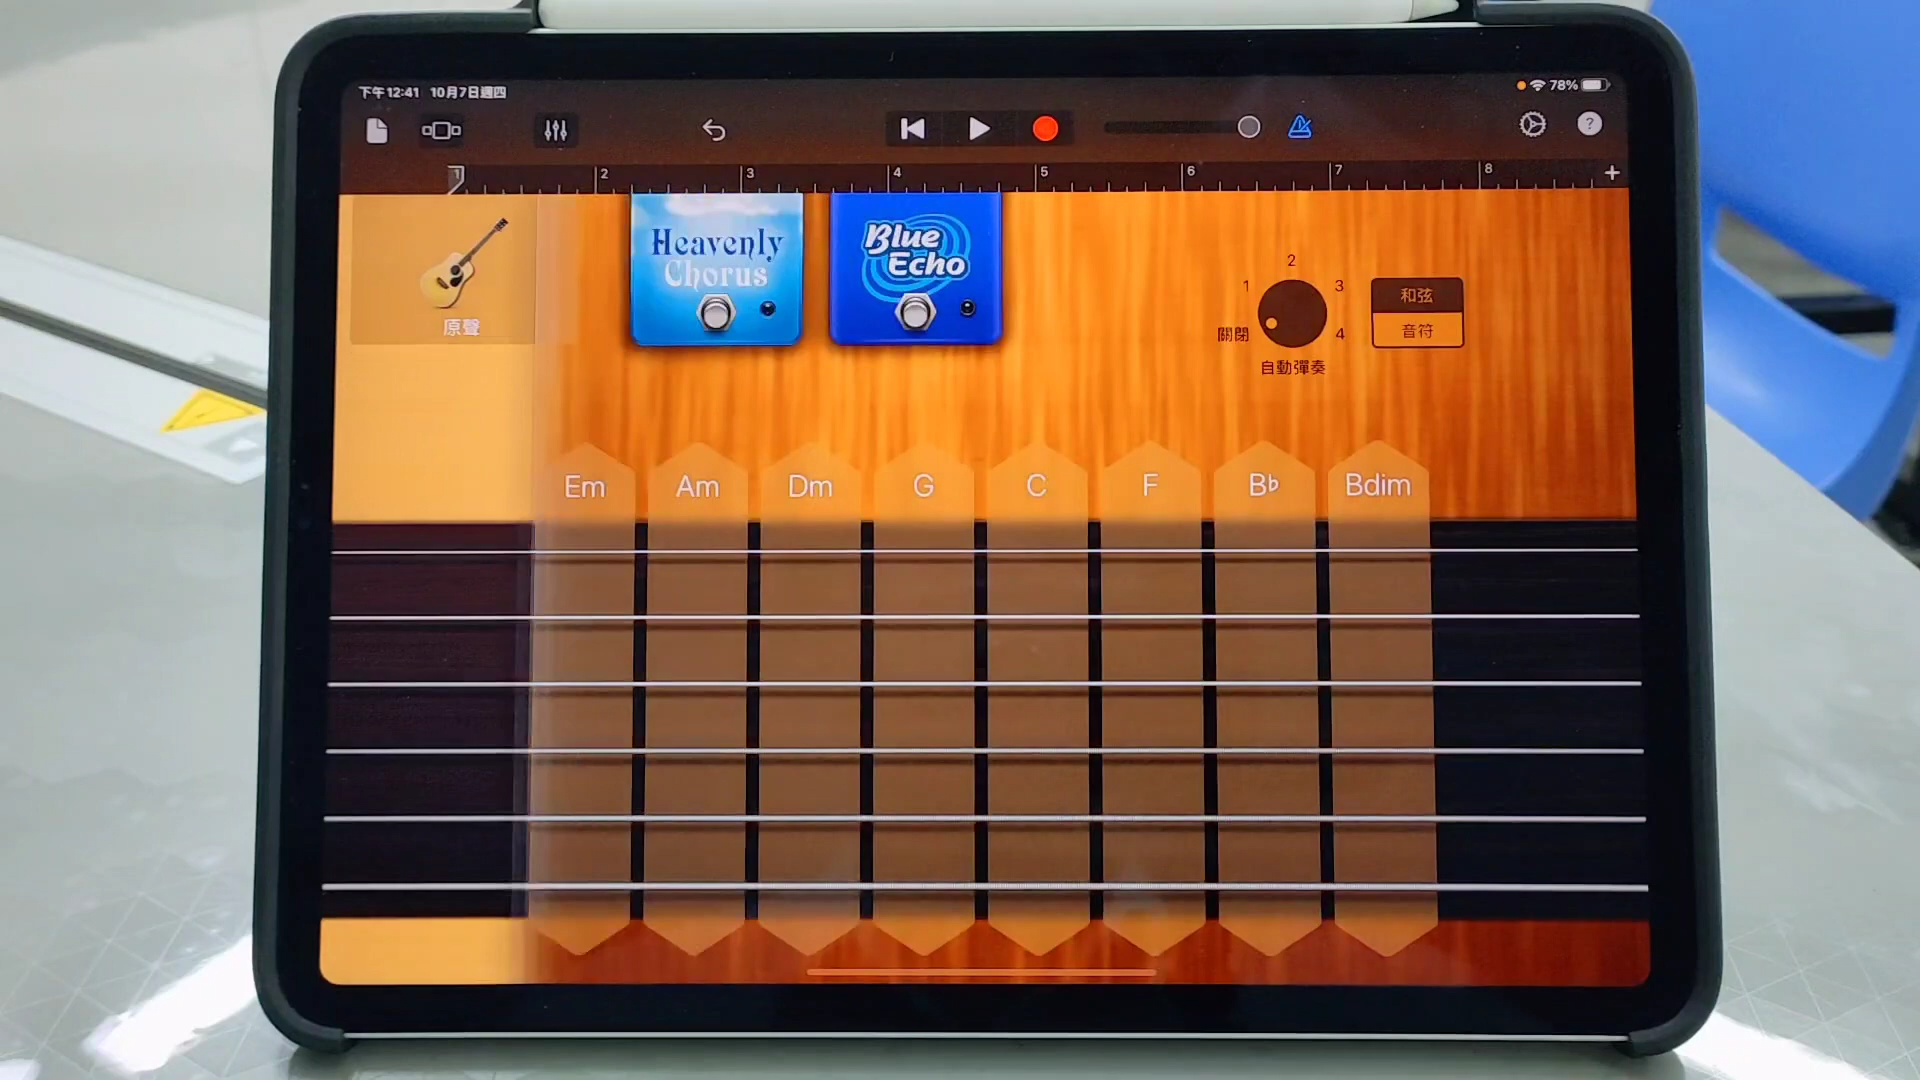 下午12:41 10月7日週四
78%
?
1 2 3 4 5 6 7 8 +
Heavenly
Chorus
Blue
Echo
原聲
1 2 3 4
關閉
自動彈奏
和弦
音符
Em Am Dm G C F B♭ Bdim